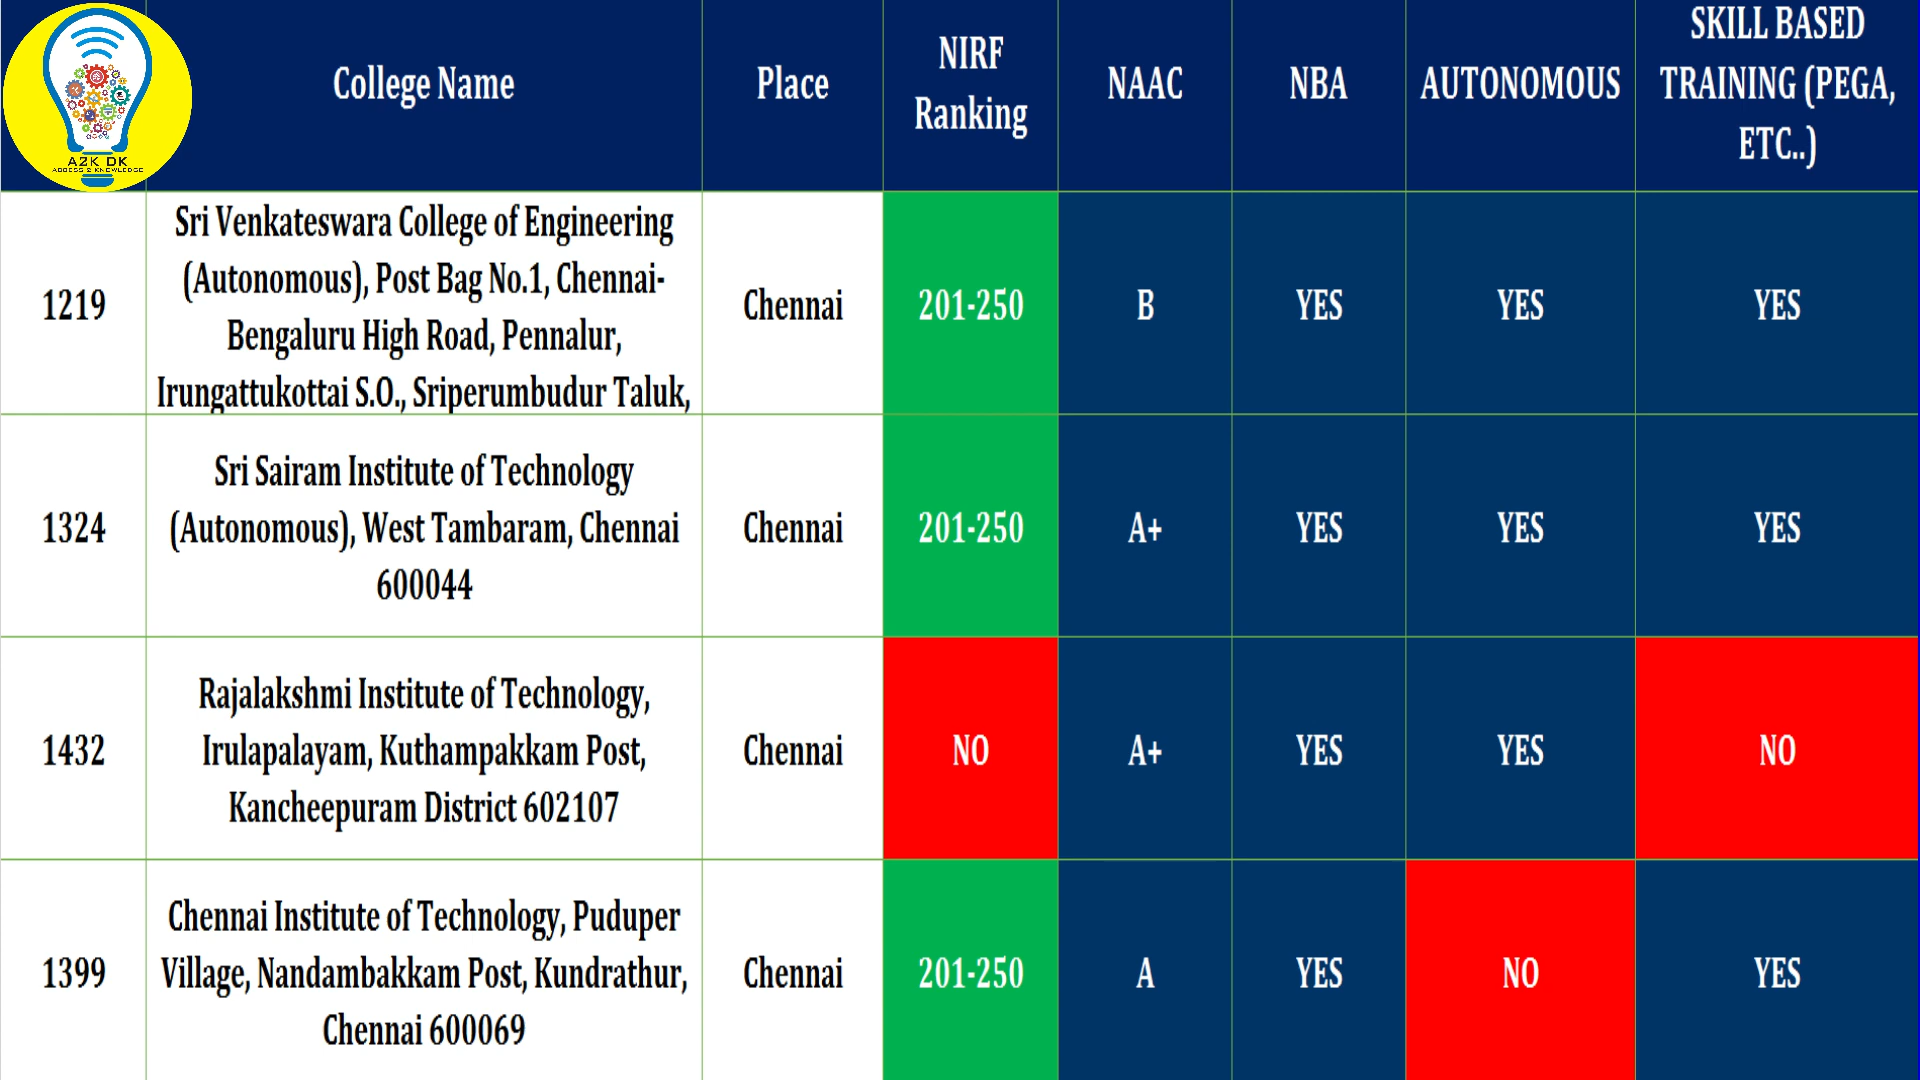 A2K DK
ACCESS 2 KNOWLEDGE
College Name
Place
NIRF
Ranking
NAAC
NBA
AUTONOMOUS
SKILL BASED
TRAINING (PEGA,
ETC..)
1219
Sri Venkateswara College of Engineering
(Autonomous), Post Bag No.1, Chennai-
Bengaluru High Road, Pennalur,
Irungattukottai S.O., Sriperumbudur Taluk,
Chennai
201-250
B
YES
YES
YES
1324
Sri Sairam Institute of Technology
(Autonomous), West Tambaram, Chennai
600044
Chennai
201-250
A+
YES
YES
YES
1432
Rajalakshmi Institute of Technology,
Irulapalayam, Kuthampakkam Post,
Kancheepuram District 602107
Chennai
NO
A+
YES
YES
NO
1399
Chennai Institute of Technology, Puduper
Village, Nandambakkam Post, Kundrathur,
Chennai 600069
Chennai
201-250
A
YES
NO
YES